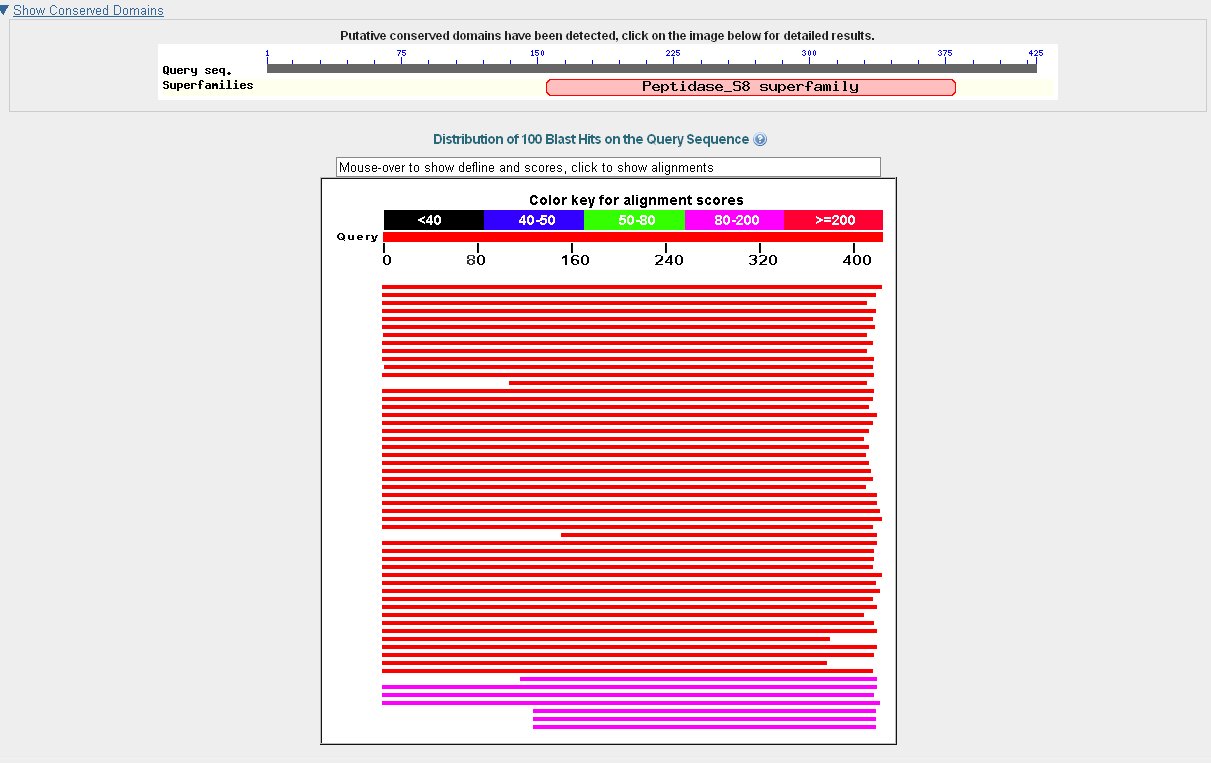 Show Conserved Domains
Putative conserved domains have been detected, click on the image below for detailed results.
1 75 150 225 300 375 425
Query seq.
Superfamilies Peptidase_S8 superfamily
Distribution of 100 Blast Hits on the Query Sequence ?
Mouse-over to show defline and scores, click to show alignments
Color key for alignment scores
<40 40-50 50-80 80-200 >=200
Query
0 80 160 240 320 400